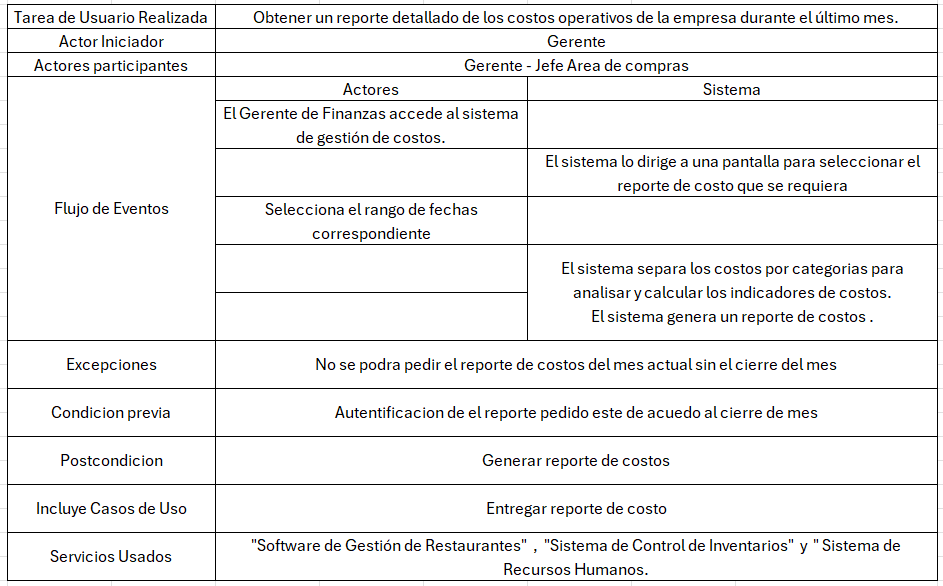 Tarea de Usuario Realizada
Obtener un reporte detallado de los costos operativos de la empresa durante el último mes.
Actor Iniciador
Gerente
Actores participantes
Gerente - Jefe Area de compras
Flujo de Eventos
Actores
Sistema
El Gerente de Finanzas accede al sistema
de gestión de costos.
El sistema lo dirige a una pantalla para seleccionar el
reporte de costo que se requiera
Selecciona el rango de fechas
correspondiente
El sistema separa los costos por categorias para
analisar y calcular los indicadores de costos.
El sistema genera un reporte de costos .
Excepciones
No se podra pedir el reporte de costos del mes actual sin el cierre del mes
Condicion previa
Autentificacion de el reporte pedido este de acuedo al cierre de mes
Postcondicion
Generar reporte de costos
Incluye Casos de Uso
Entregar reporte de costo
Servicios Usados
"Software de Gestión de Restaurantes" , "Sistema de Control de Inventarios" y " Sistema de
Recursos Humanos.